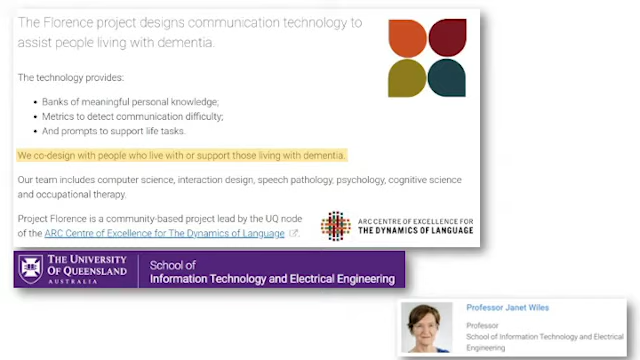 The Florence project designs communication technology to
assist people living with dementia.
The technology provides:
• Banks of meaningful personal knowledge;
• Metrics to detect communication difficulty;
• And prompts to support life tasks.
We co-design with people who live with or support those living with dementia.
Our team includes computer science, interaction design, speech pathology, psychology, cognitive science
and occupational therapy.
Project Florence is a community-based project lead by the UQ node
of the ARC Centre of Excellence for The Dynamics of Language.
ARC CENTRE OF EXCELLENCE FOR
THE DYNAMICS OF LANGUAGE
THE UNIVERSITY
OF QUEENSLAND
AUSTRALIA
School of
Information Technology and Electrical Engineering
Professor Janet Wiles
Professor
School of Information Technology and Electrical
Engineering